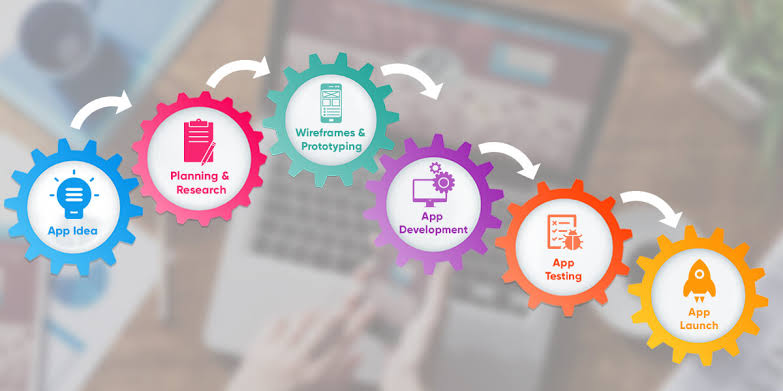 App Idea
Planning &
Research
Wireframes &
Prototyping
App
Development
App
Testing
App
Launch